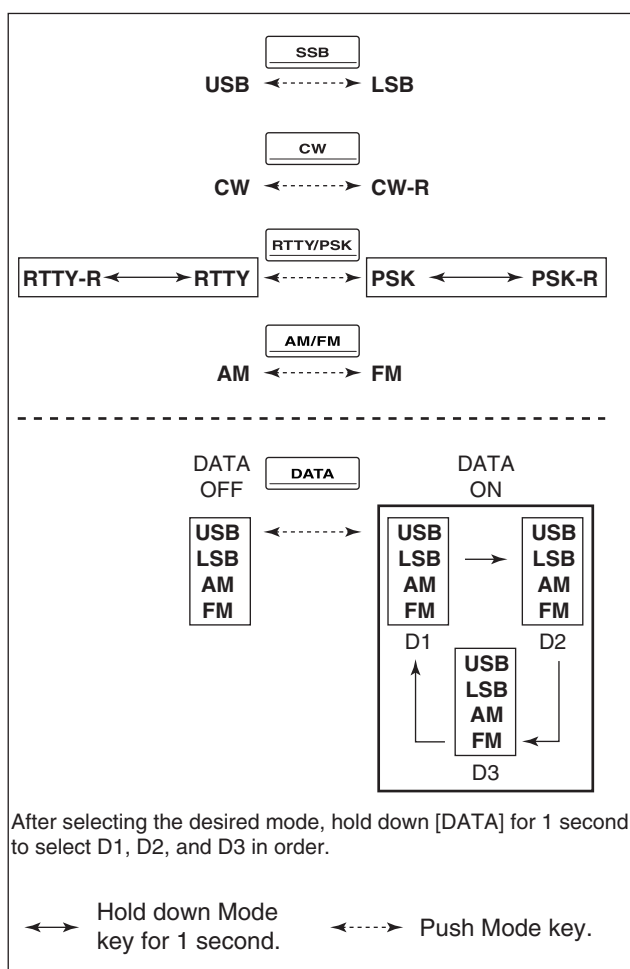 SSB
USB LSB
CW
CW CW-R
RTTY/PSK
RTTY-R RTTY PSK PSK-R
AM/FM
AM FM
DATA OFF DATA DATA ON
USB LSB AM FM
USB LSB AM FM
D1
USB LSB AM FM
D2
USB LSB AM FM
D3
After selecting the desired mode, hold down [DATA] for 1 second
to select D1, D2, and D3 in order.
Hold down Mode
key for 1 second.
Push Mode key.